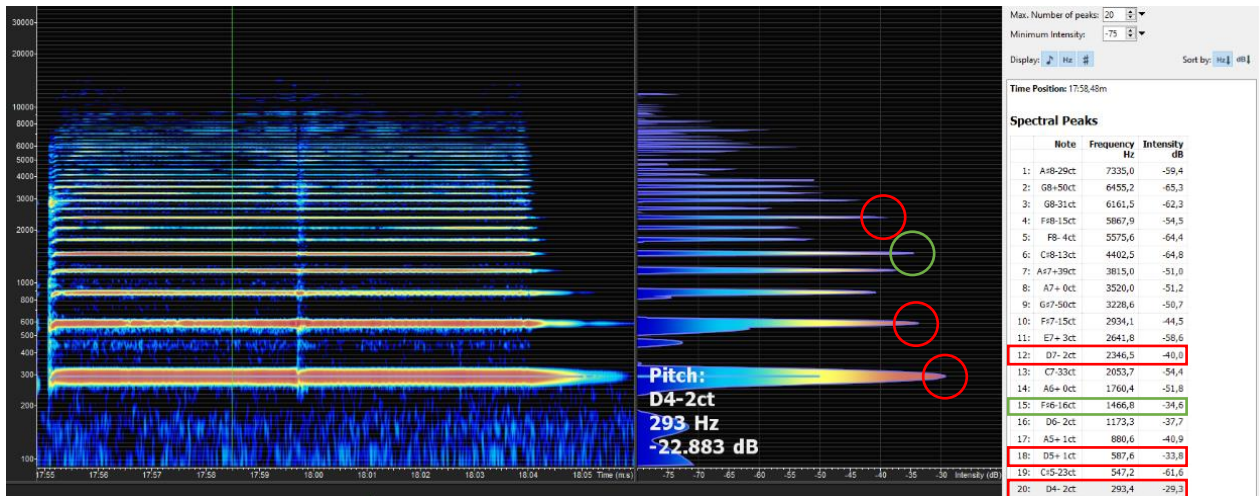 Max. Number of peaks: 20
Minimum Intensity: -75
Display: Hz # Sort by: Hz dB
Time Position: 17:58,48m
Spectral Peaks
Note Frequency Hz Intensity dB
1: A#8-29ct 7335,0 -59,4
2: G8+50ct 6455,2 -65,3
3: G8-31ct 6161,5 -62,3
4: F#8-15ct 5867,9 -54,5
5: F8- 4ct 5575,6 -64,4
6: C#8-13ct 4402,5 -64,8
7: A#7+39ct 3815,0 -51,0
8: A7+ 0ct 3520,0 -51,2
9: G#7-50ct 3228,6 -50,7
10: F#7-15ct 2934,1 -44,5
11: E7+ 3ct 2641,8 -58,6
12: D7- 2ct 2346,5 -40,0
13: C7-33ct 2053,7 -54,4
14: A6+ 0ct 1760,4 -51,8
15: F#6-16ct 1466,8 -34,6
16: D6- 2ct 1173,3 -37,7
17: A5+ 1ct 880,6 -40,9
18: D5+ 1ct 587,6 -33,8
19: C#5-23ct 547,2 -61,6
20: D4- 2ct 293,4 -29,3
30000
20000
10000
8000
6000
5000
4000
3000
2000
1000
800
600
500
400
300
200
100
Pitch:
D4-2ct
293 Hz
-22.883 dB
17:55 17:56 17:57 17:58 17:59 18:00 18:01 18:02 18:03 18:04 18:05 Time (m:s)
-75 -70 -65 -60 -55 -50 -45 -40 -35 -30 Intensity (dB)